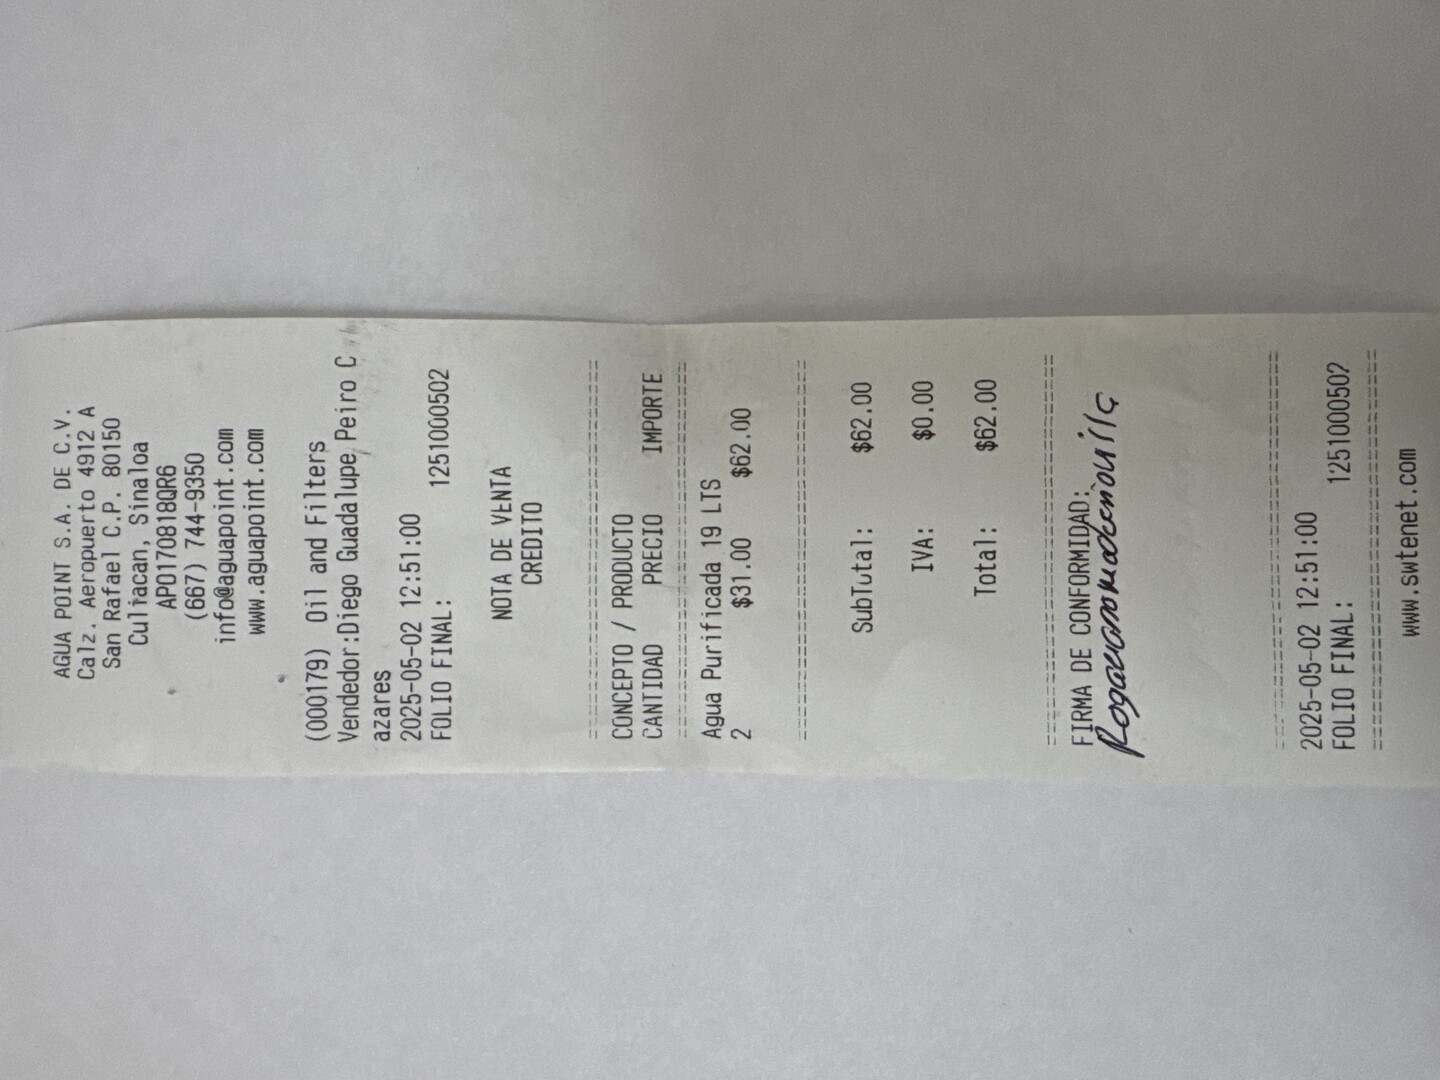 AGUA POINT S.A. DE C.V.
Calz. Aeropuerto 4912 A
San Rafael C.P. 80150
Culiacan, Sinaloa
APO170818QR6
(667) 744-9350
info@aguapoint.com
www.aguapoint.com
(000179) Oil and Filters
Vendedor:Diego Guadalupe Peiro C
azares
2025-05-02 12:51:00
FOLIO FINAL: 1251000502
NOTA DE VENTA
CREDITO
CONCEPTO / PRODUCTO
CANTIDAD PRECIO IMPORTE
Agua Purificada 19 LTS
2 $31.00 $62.00
SubTutal: $62.00
IVA: $0.00
Total: $62.00
FIRMA DE CONFORMIDAD:
2025-05-02 12:51:00
FOLIO FINAL: 1251000502
www.swtenet.com